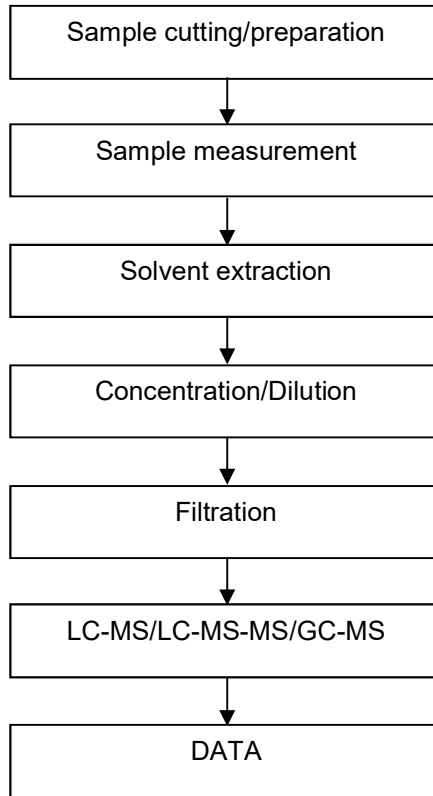 Sample cutting/preparation
Sample measurement
Solvent extraction
Concentration/Dilution
Filtration
LC-MS/LC-MS-MS/GC-MS
DATA